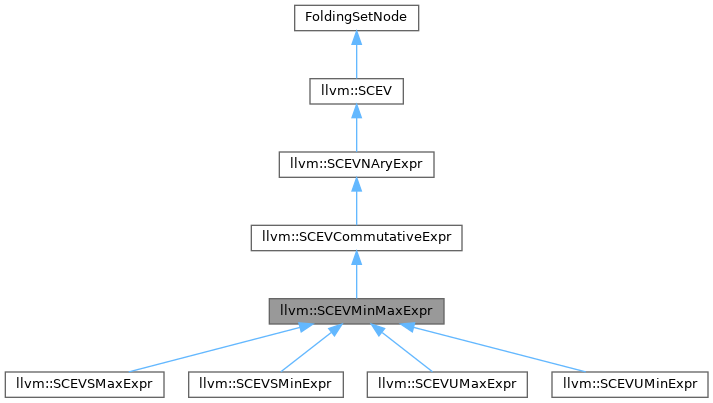 FoldingSetNode
llvm::SCEV
llvm::SCEVNAryExpr
llvm::SCEVCommutativeExpr
llvm::SCEVMinMaxExpr
llvm::SCEVSMaxExpr
llvm::SCEVSMinExpr
llvm::SCEVUMaxExpr
llvm::SCEVUMinExpr